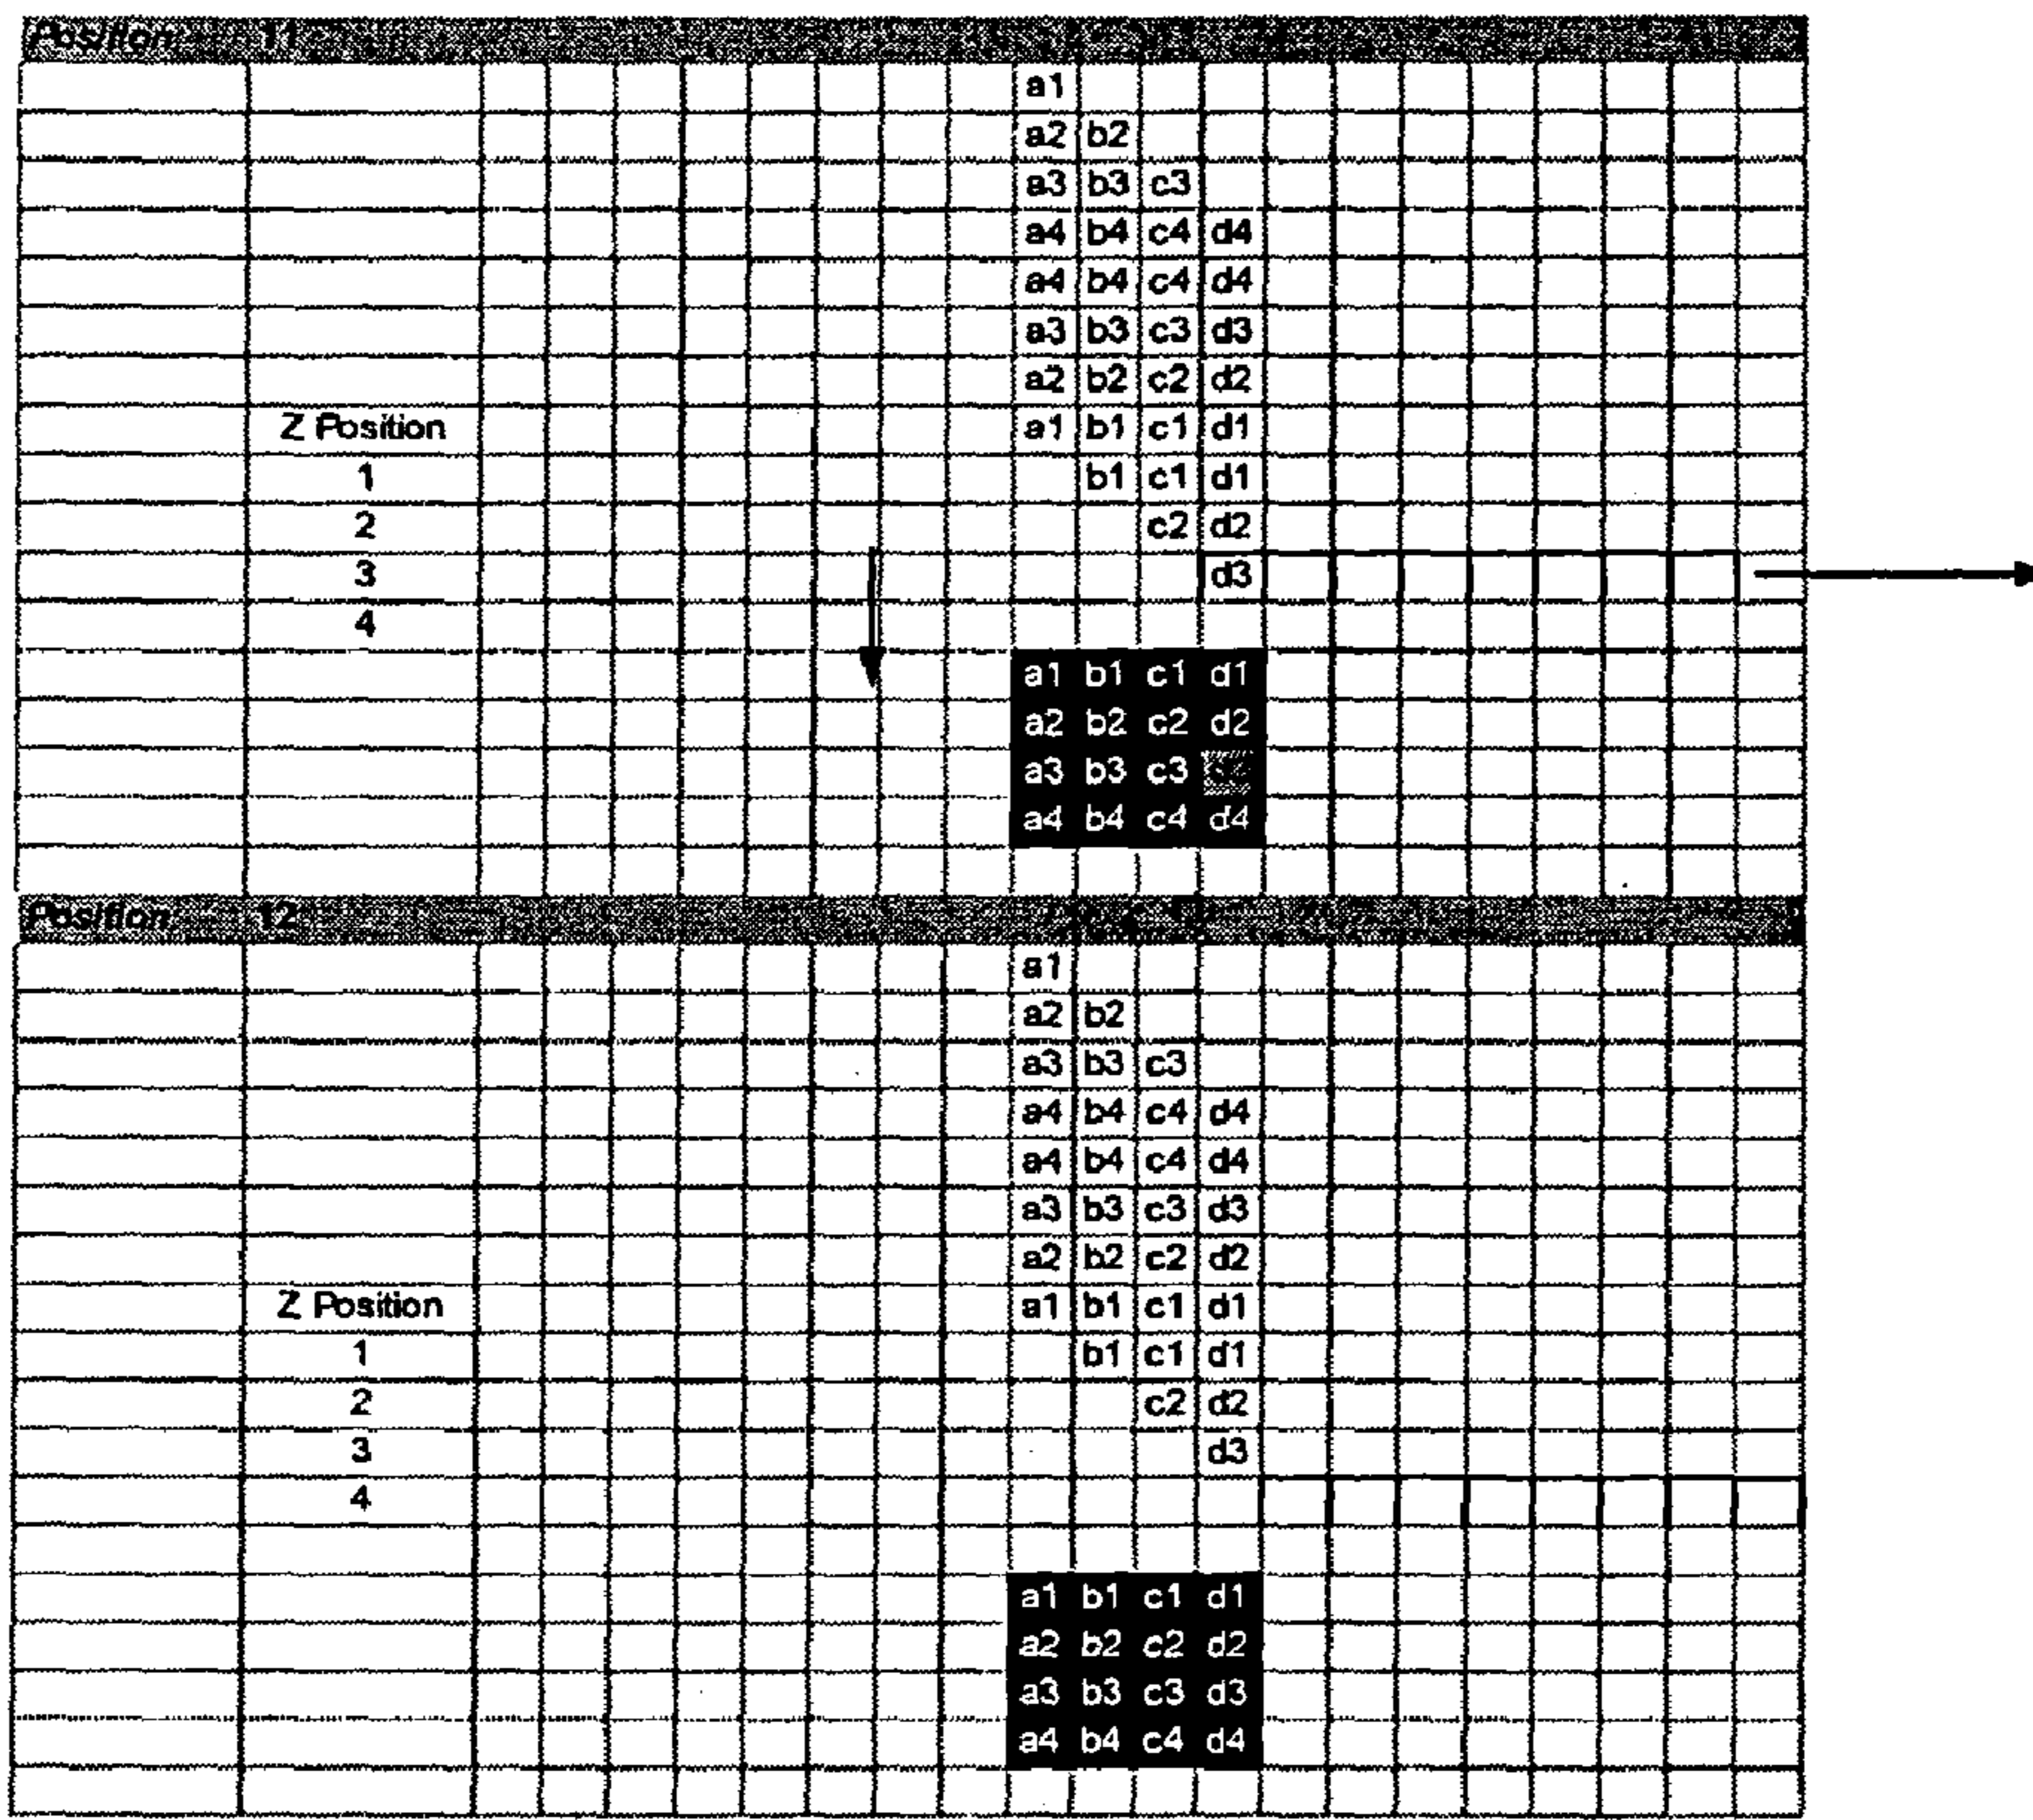 Position 11
a1
a2 b2
a3 b3 c3
a4 b4 c4 d4
a4 b4 c4 d4
a3 b3 c3 d3
a2 b2 c2 d2
Z Position a1 b1 c1 d1
1 b1 c1 d1
2 c2 d2
3 d3
4
a1 b1 c1 d1
a2 b2 c2 d2
a3 b3 c3
a4 b4 c4 d4
Position 12
a1
a2 b2
a3 b3 c3
a4 b4 c4 d4
a4 b4 c4 d4
a3 b3 c3 d3
a2 b2 c2 d2
Z Position a1 b1 c1 d1
1 b1 c1 d1
2 c2 d2
3 d3
4
a1 b1 c1 d1
a2 b2 c2 d2
a3 b3 c3 d3
a4 b4 c4 d4